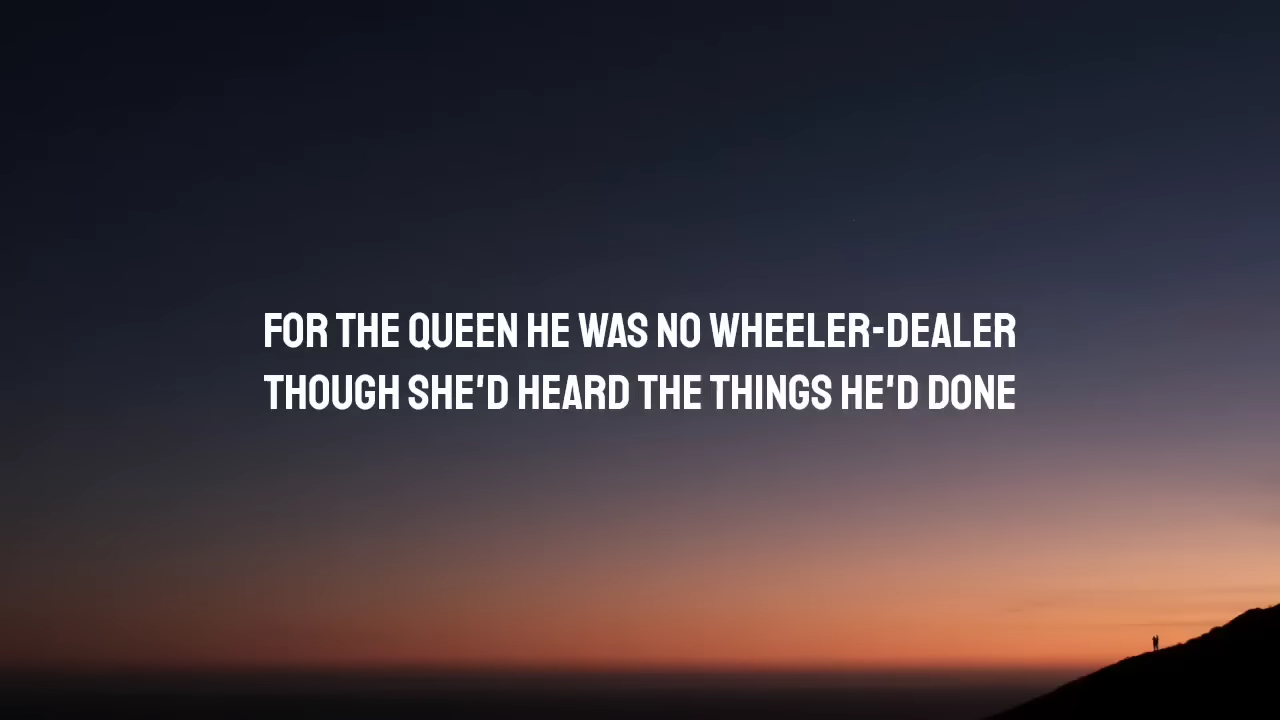 FOR THE QUEEN HE WAS NO WHEELER-DEALER
THOUGH SHE'D HEARD THE THINGS HE'D DONE